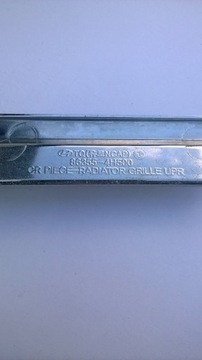 86355-4H500
CR PIECE-RADIATOR GRILLE UPR